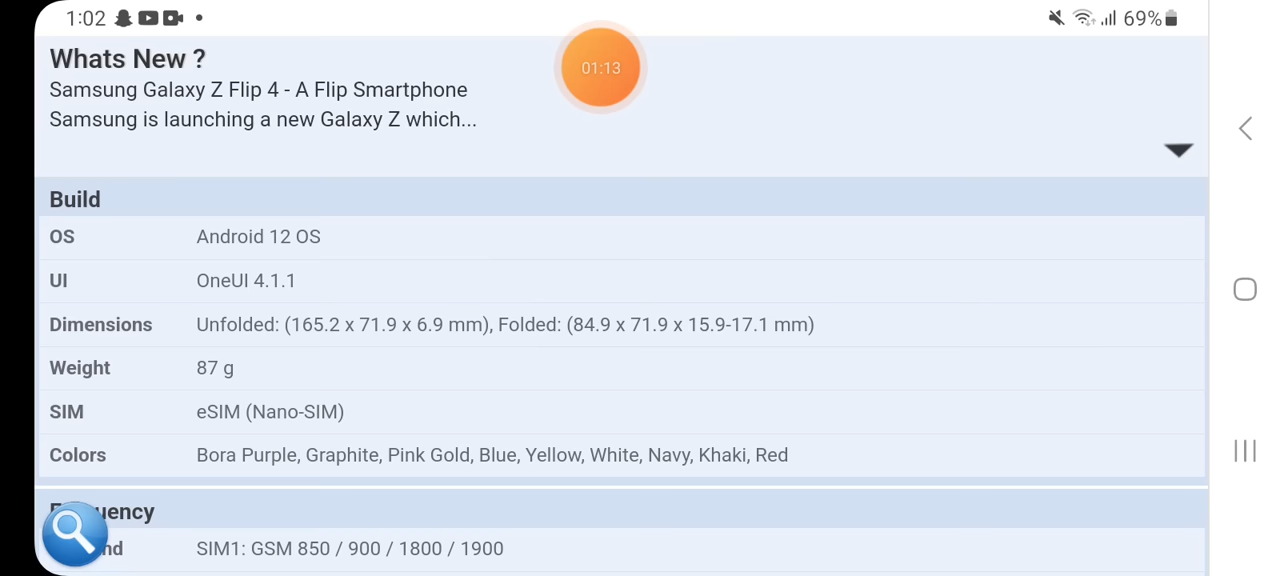 1:02
69%
Whats New ?
01:13
Samsung Galaxy Z Flip 4 - A Flip Smartphone
Samsung is launching a new Galaxy Z which...
Build
OS Android 12 OS
UI OneUI 4.1.1
Dimensions Unfolded: (165.2 x 71.9 x 6.9 mm), Folded: (84.9 x 71.9 x 15.9-17.1 mm)
Weight 87 g
SIM eSIM (Nano-SIM)
Colors Bora Purple, Graphite, Pink Gold, Blue, Yellow, White, Navy, Khaki, Red
SIM1: GSM 850 / 900 / 1800 / 1900